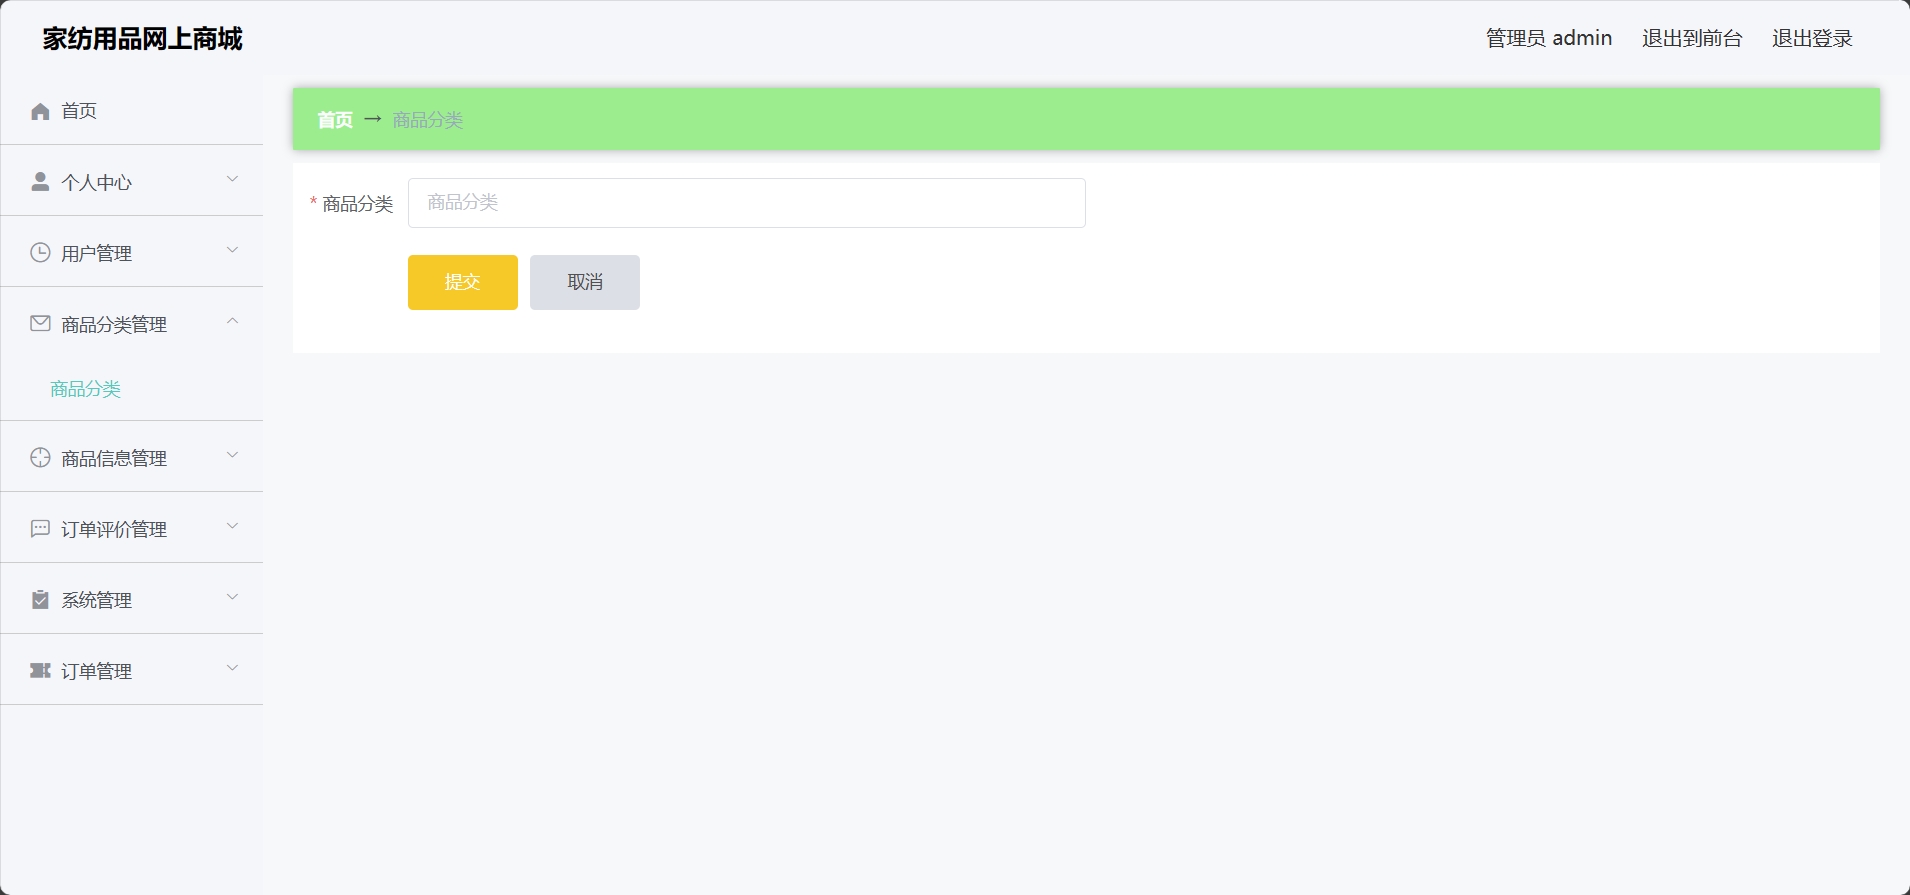 家纺用品网上商城
管理员 admin 退出到前台 退出登录
首页
个人中心
用户管理
商品分类管理
商品分类
商品信息管理
订单评价管理
系统管理
订单管理
首页 → 商品分类
* 商品分类 商品分类
提交 取消